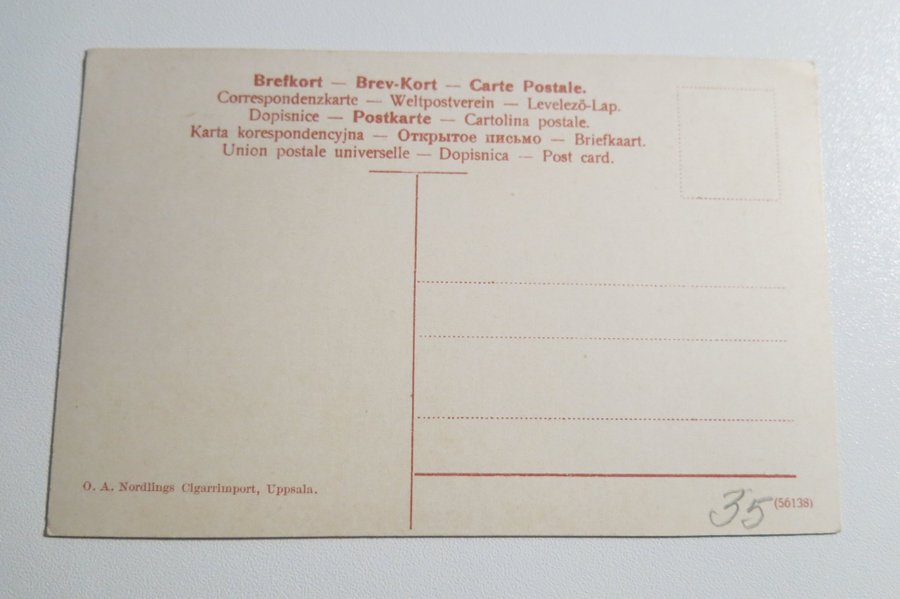 Brefkort — Brev-Kort — Carte Postale.
Correspondenzkarte — Weltpostverein — Levelező-Lap.
Dopisnice — Postkarte — Cartolina postale.
Karta korespondencyjna — Открытое письмо — Briefkaart.
Union postale universelle — Dopisnica — Post card.
O. A. Nordlings Cigarrimport, Uppsala.
35 (56138)